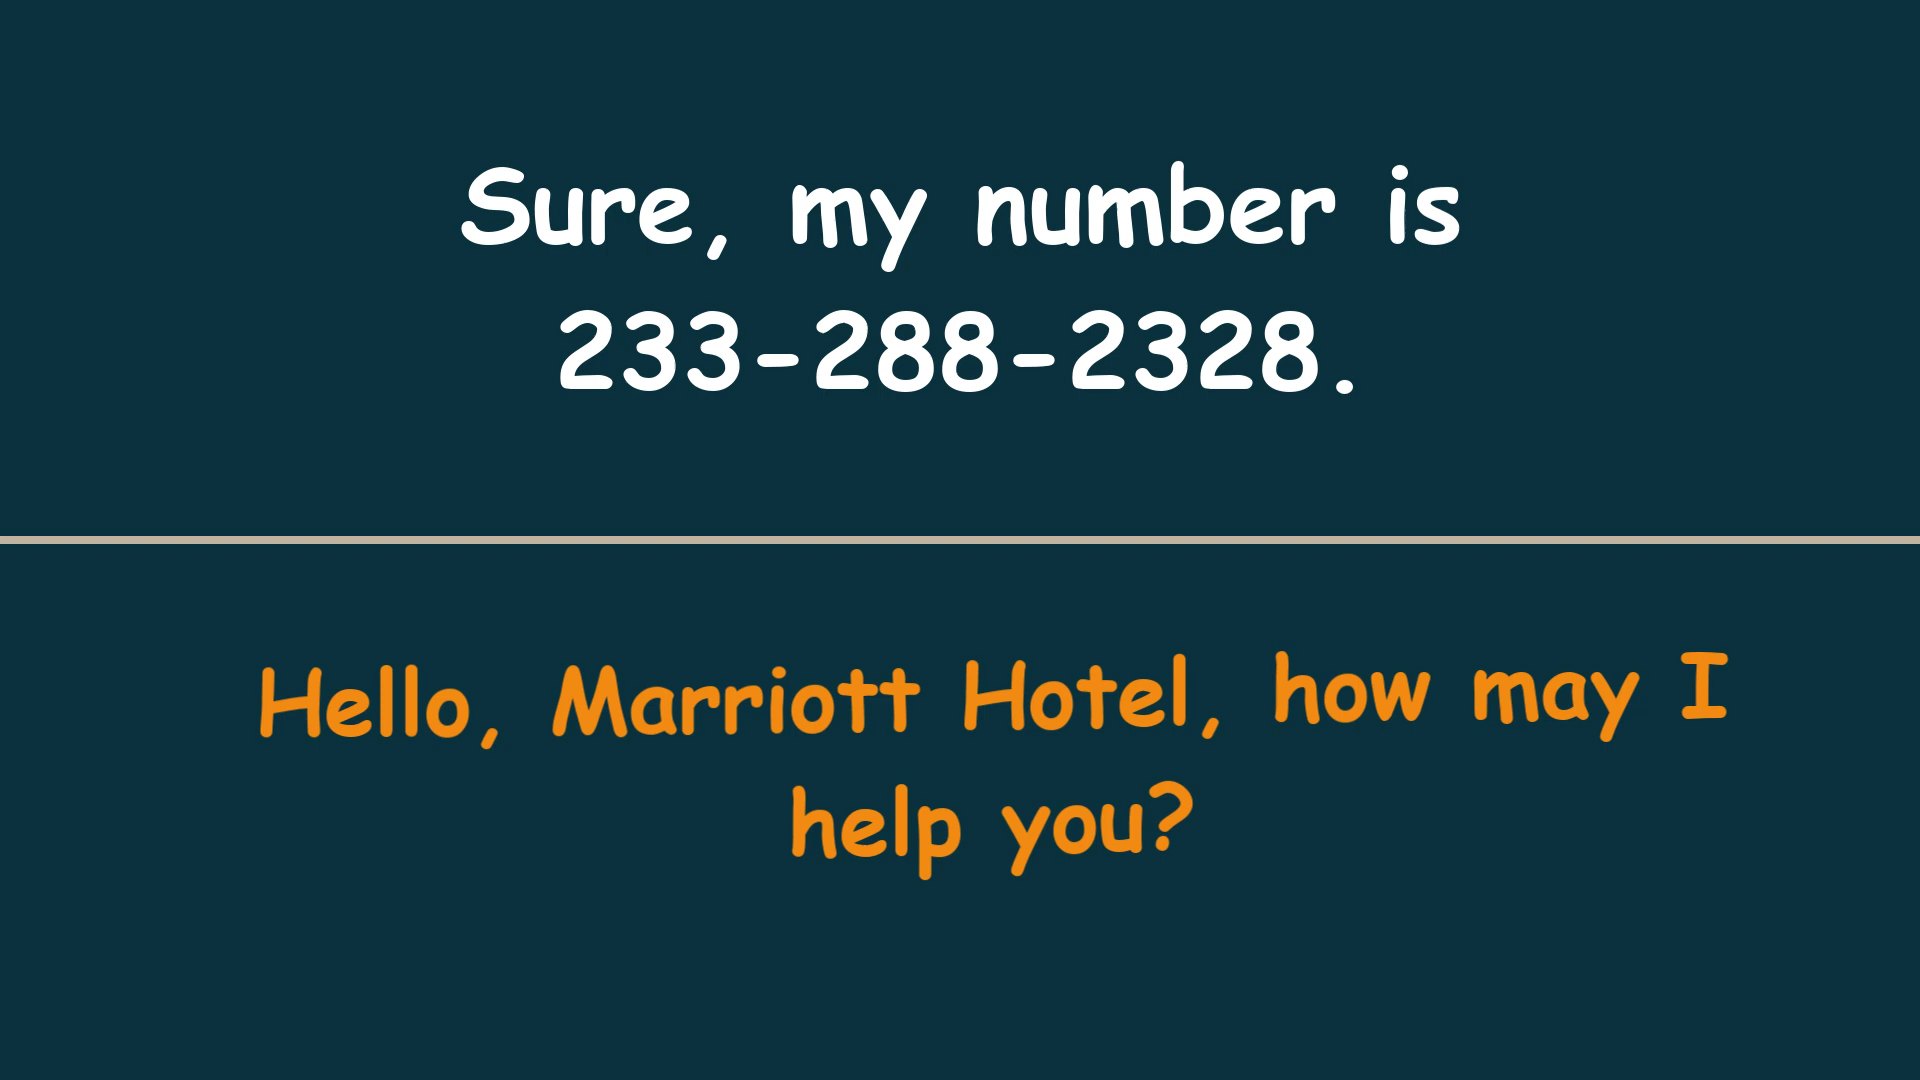 Sure, my number is
233-288-2328.
Hello, Marriott Hotel, how may I
help you?